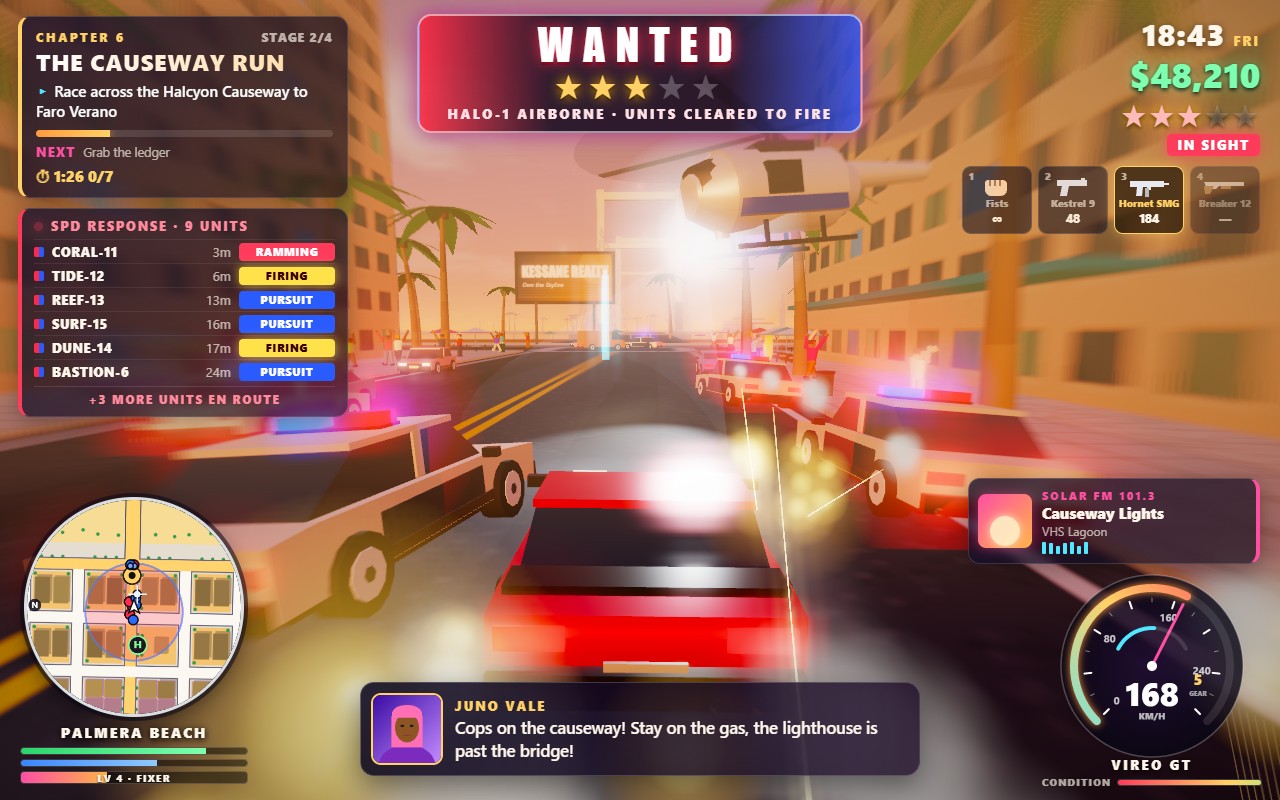 CHAPTER 6 STAGE 2/4
THE CAUSEWAY RUN
Race across the Halcyon Causeway to
Faro Verano
NEXT Grab the ledger
1:26 0/7
SPD RESPONSE · 9 UNITS
CORAL-11 3m RAMMING
TIDE-12 6m FIRING
REEF-13 13m PURSUIT
SURF-15 16m PURSUIT
DUNE-14 17m FIRING
BASTION-6 24m PURSUIT
+3 MORE UNITS EN ROUTE
WANTED
HALO-1 AIRBORNE · UNITS CLEARED TO FIRE
18:43 FRI
$48,210
IN SIGHT
1 2 3 4
Fists Kestrel 9 Hornet SMG Breaker 12
∞ 48 184 —
KESSANE REALTY
Own the Skyline
SOLAR FM 101.3
Causeway Lights
VHS Lagoon
N
H
PALMERA BEACH
LV 4 · FIXER
JUNO VALE
Cops on the causeway! Stay on the gas, the lighthouse is
past the bridge!
0 80 160 240
5
GEAR
168
KM/H
VIREO GT
CONDITION